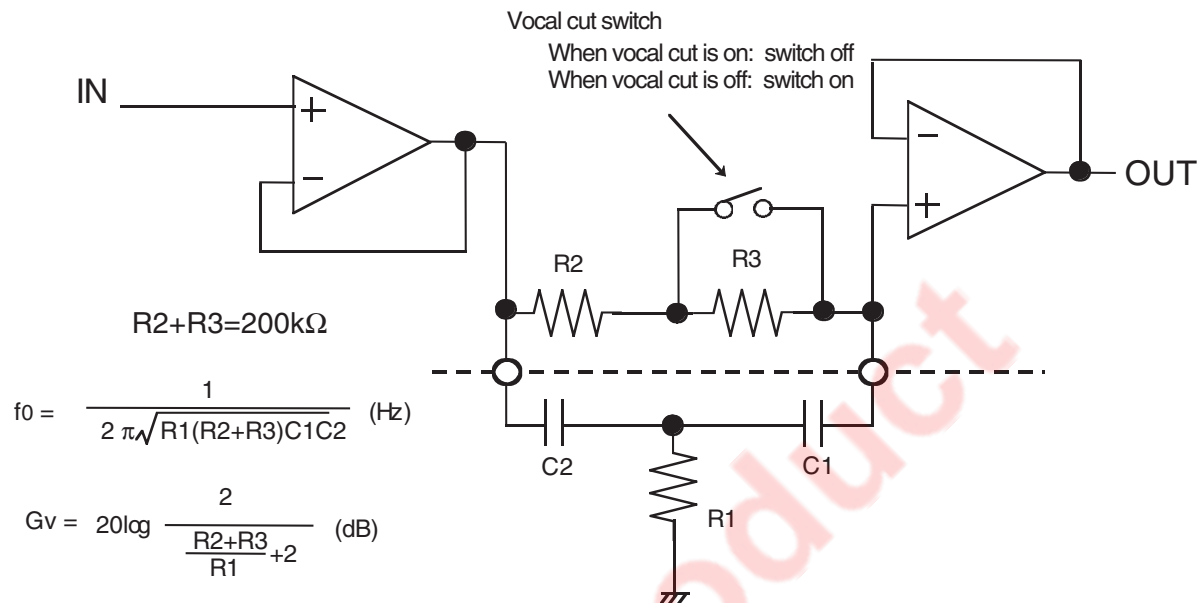 Vocal cut switch
When vocal cut is on: switch off
When vocal cut is off: switch on
IN
+
−
−
+
OUT
R2
R3
R2+R3=200kΩ
f0 = 1 / 2 π√R1(R2+R3)C1C2 (Hz)
C2
C1
R1
Gv = 20log 2 / R2+R3 / R1 +2 (dB)
oduct